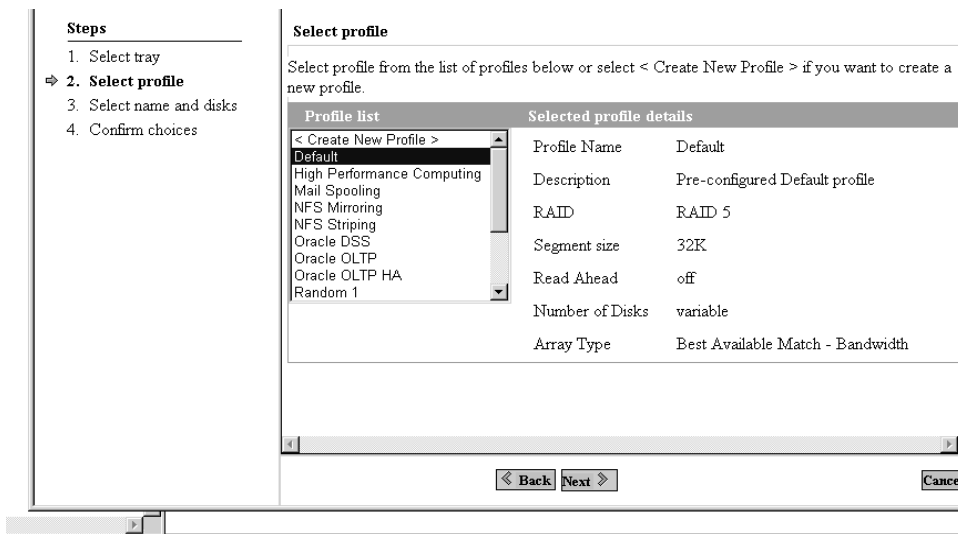 Steps
1. Select tray
2. Select profile
3. Select name and disks
4. Confirm choices
Select profile
Select profile from the list of profiles below or select < Create New Profile > if you want to create a
new profile.
Profile list
< Create New Profile >
Default
High Performance Computing
Mail Spooling
NFS Mirroring
NFS Striping
Oracle DSS
Oracle OLTP
Oracle OLTP HA
Random 1
Selected profile details
Profile Name Default
Description Pre-configured Default profile
RAID RAID 5
Segment size 32K
Read Ahead off
Number of Disks variable
Array Type Best Available Match - Bandwidth
Back
Next
Cance